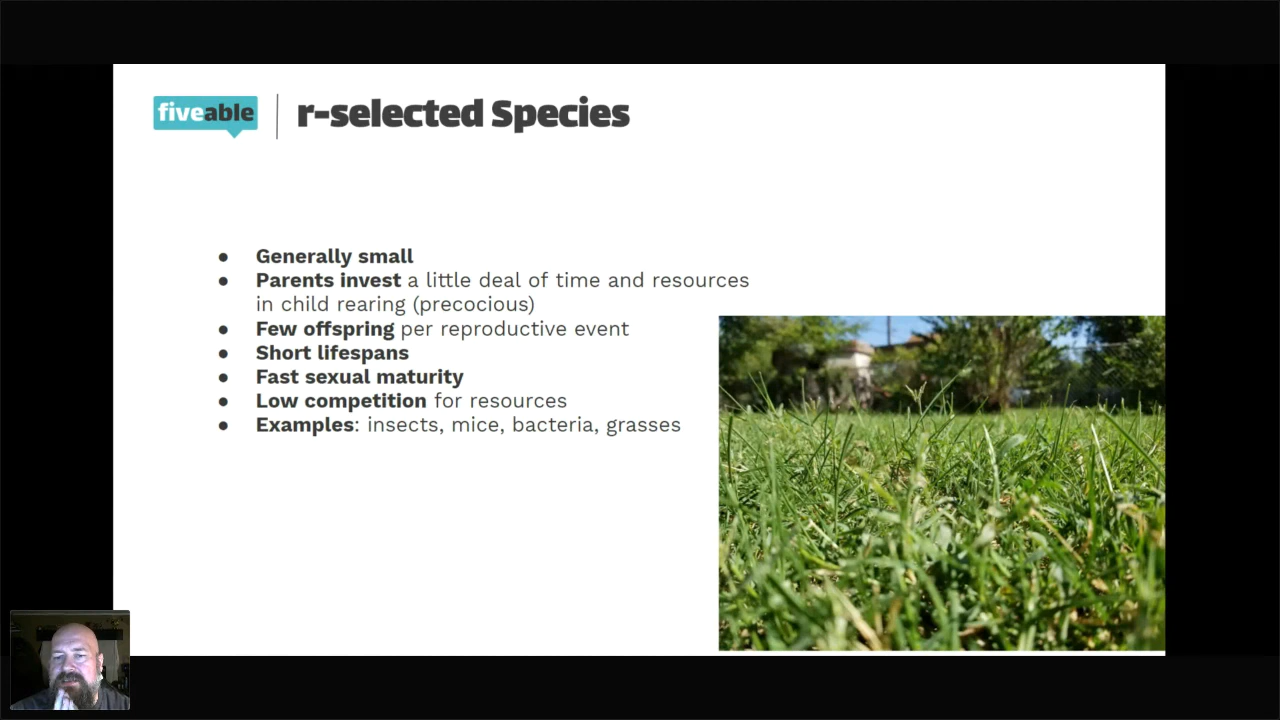 fiveable
r-selected Species
● Generally small
● Parents invest a little deal of time and resources
in child rearing (precocious)
● Few offspring per reproductive event
● Short lifespans
● Fast sexual maturity
● Low competition for resources
● Examples: insects, mice, bacteria, grasses